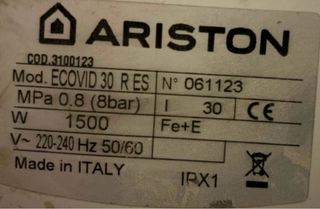 ARISTON
COD.3100123
Mod. ECOVID 30 R ES N° 061123
MPa 0.8 (8bar) l 30 CE
W 1500 Fe+E
V~ 220-240 Hz 50/60
Made in ITALY IPX1